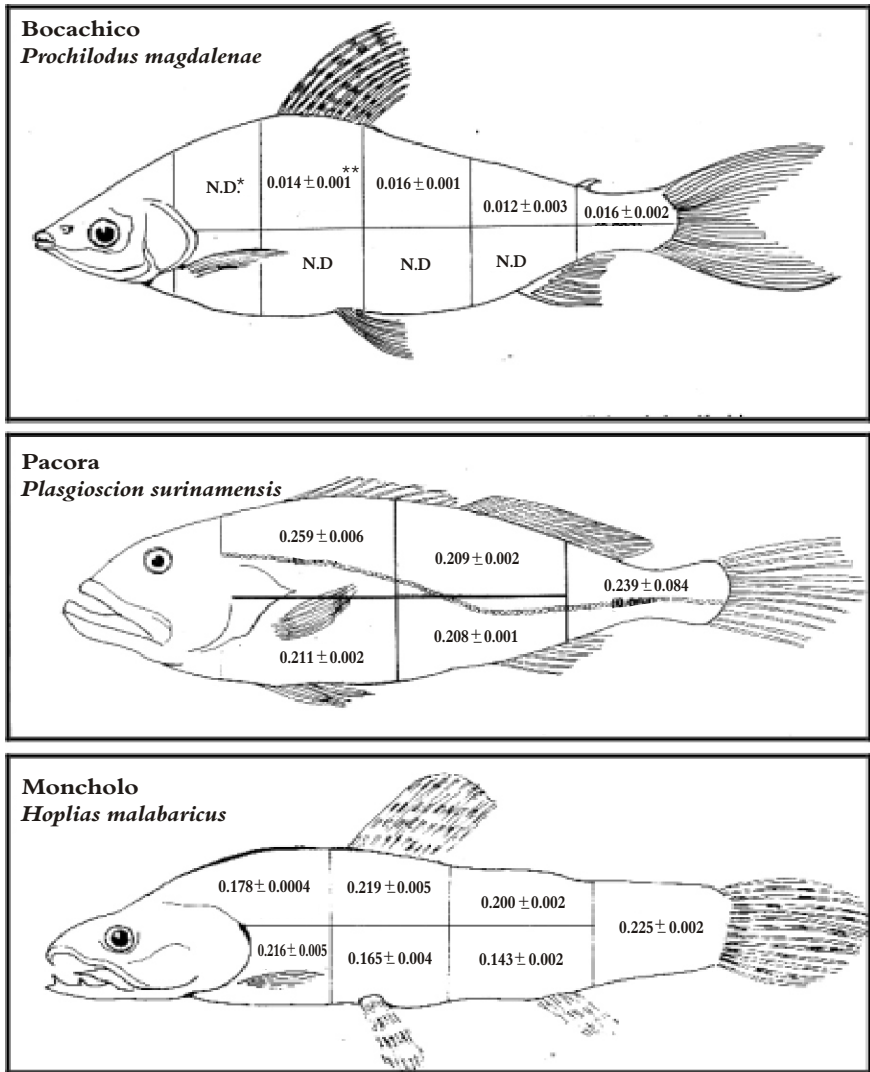 Bocachico
Prochilodus magdalenae
N.D.*
0.014 ± 0.001**
0.016 ± 0.001
0.012 ± 0.003
0.016 ± 0.002
N.D
N.D
N.D
Pacora
Plasgioscion surinamensis
0.259 ± 0.006
0.209 ± 0.002
0.239 ± 0.084
0.211 ± 0.002
0.208 ± 0.001
Moncholo
Hoplias malabaricus
0.178 ± 0.0004
0.219 ± 0.005
0.200 ± 0.002
0.225 ± 0.002
0.216 ± 0.005
0.165 ± 0.004
0.143 ± 0.002